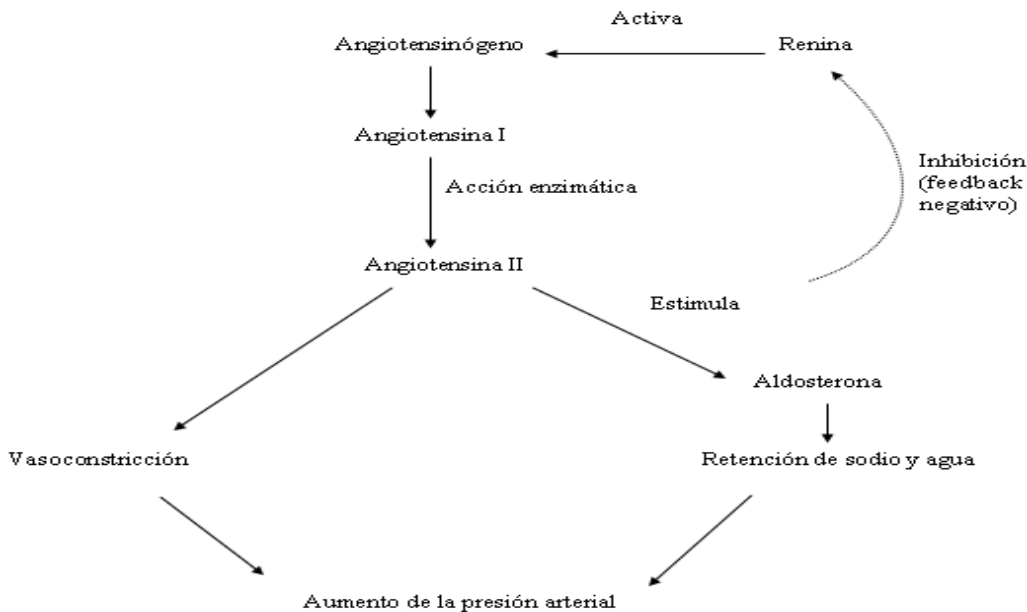 Activa
Angiotensinógeno
Renina
Angiotensina I
Inhibición
(feedback
negativo)
Acción enzimática
Angiotensina II
Estimula
Aldosterona
Vasoconstricción
Retención de sodio y agua
Aumento de la presión arterial